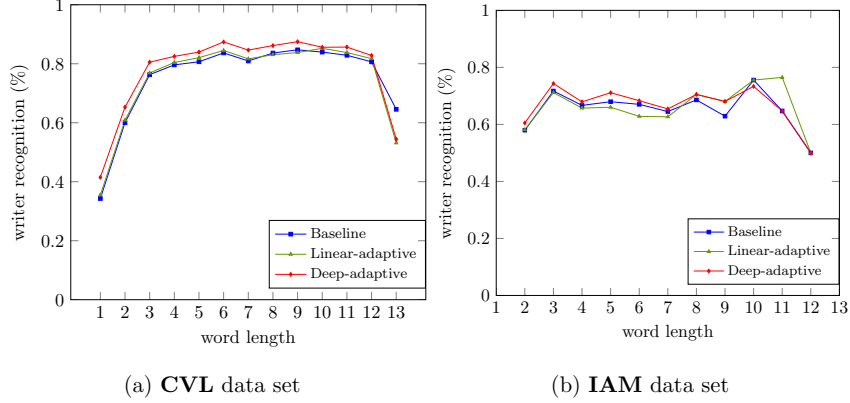 1
0.8
0.6
0.4
0.2
0
writer recognition (%)
1 2 3 4 5 6 7 8 9 10 11 12 13
word length
Baseline
Linear-adaptive
Deep-adaptive
(a) CVL data set
1
0.8
0.6
0.4
0.2
0
writer recognition (%)
1 2 3 4 5 6 7 8 9 10 11 12 13
word length
Baseline
Linear-adaptive
Deep-adaptive
(b) IAM data set